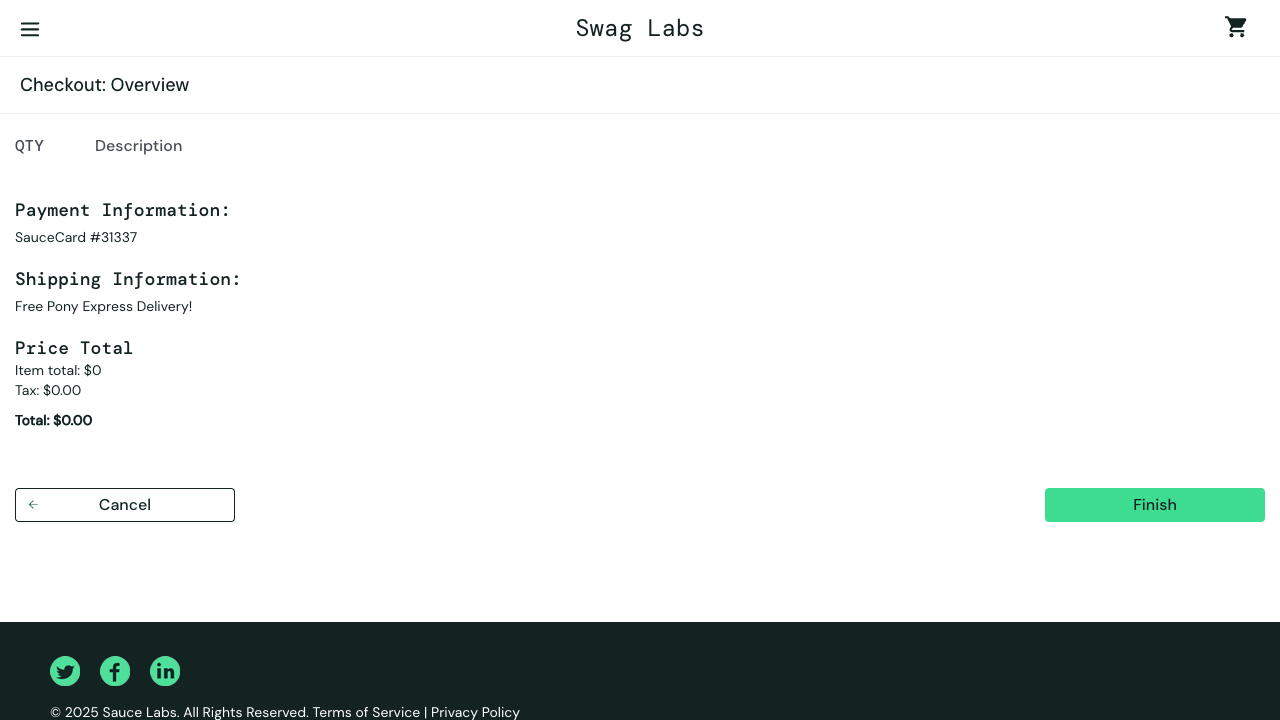 Swag Labs
Checkout: Overview
QTY Description
Payment Information:
SauceCard #31337
Shipping Information:
Free Pony Express Delivery!
Price Total
Item total: $0
Tax: $0.00
Total: $0.00
Cancel
Finish
© 2025 Sauce Labs. All Rights Reserved. Terms of Service | Privacy Policy